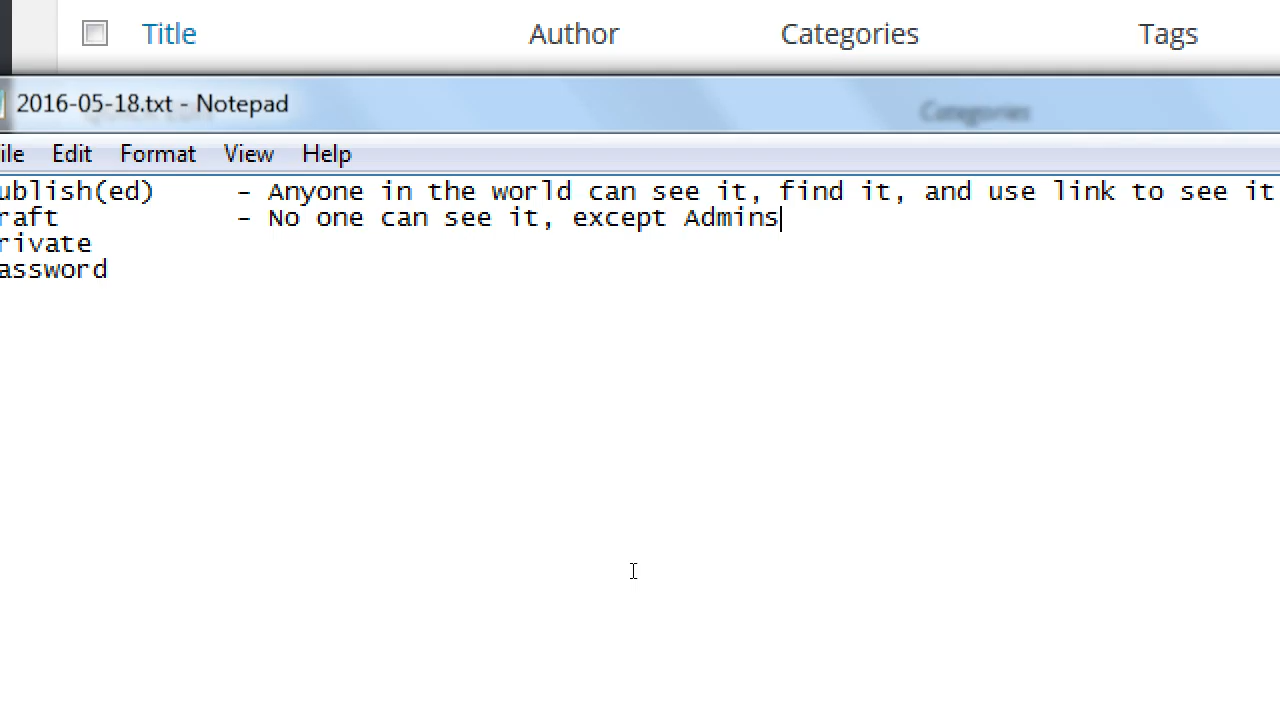 Title Author Categories Tags
2016-05-18.txt - Notepad Categories
ile Edit Format View Help
ublish(ed) - Anyone in the world can see it, find it, and use link to see it
raft - No one can see it, except Admins
rivate
assword